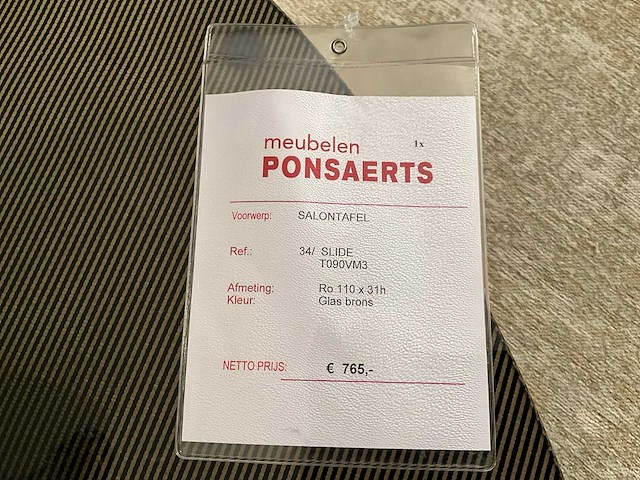 meubelen 1x
PONSAERTS
Voorwerp: SALONTAFEL
Ref.: 34/ SLIDE
T090VM3
Afmeting: Ro 110 x 31h
Kleur: Glas brons
NETTO PRIJS: € 765,-